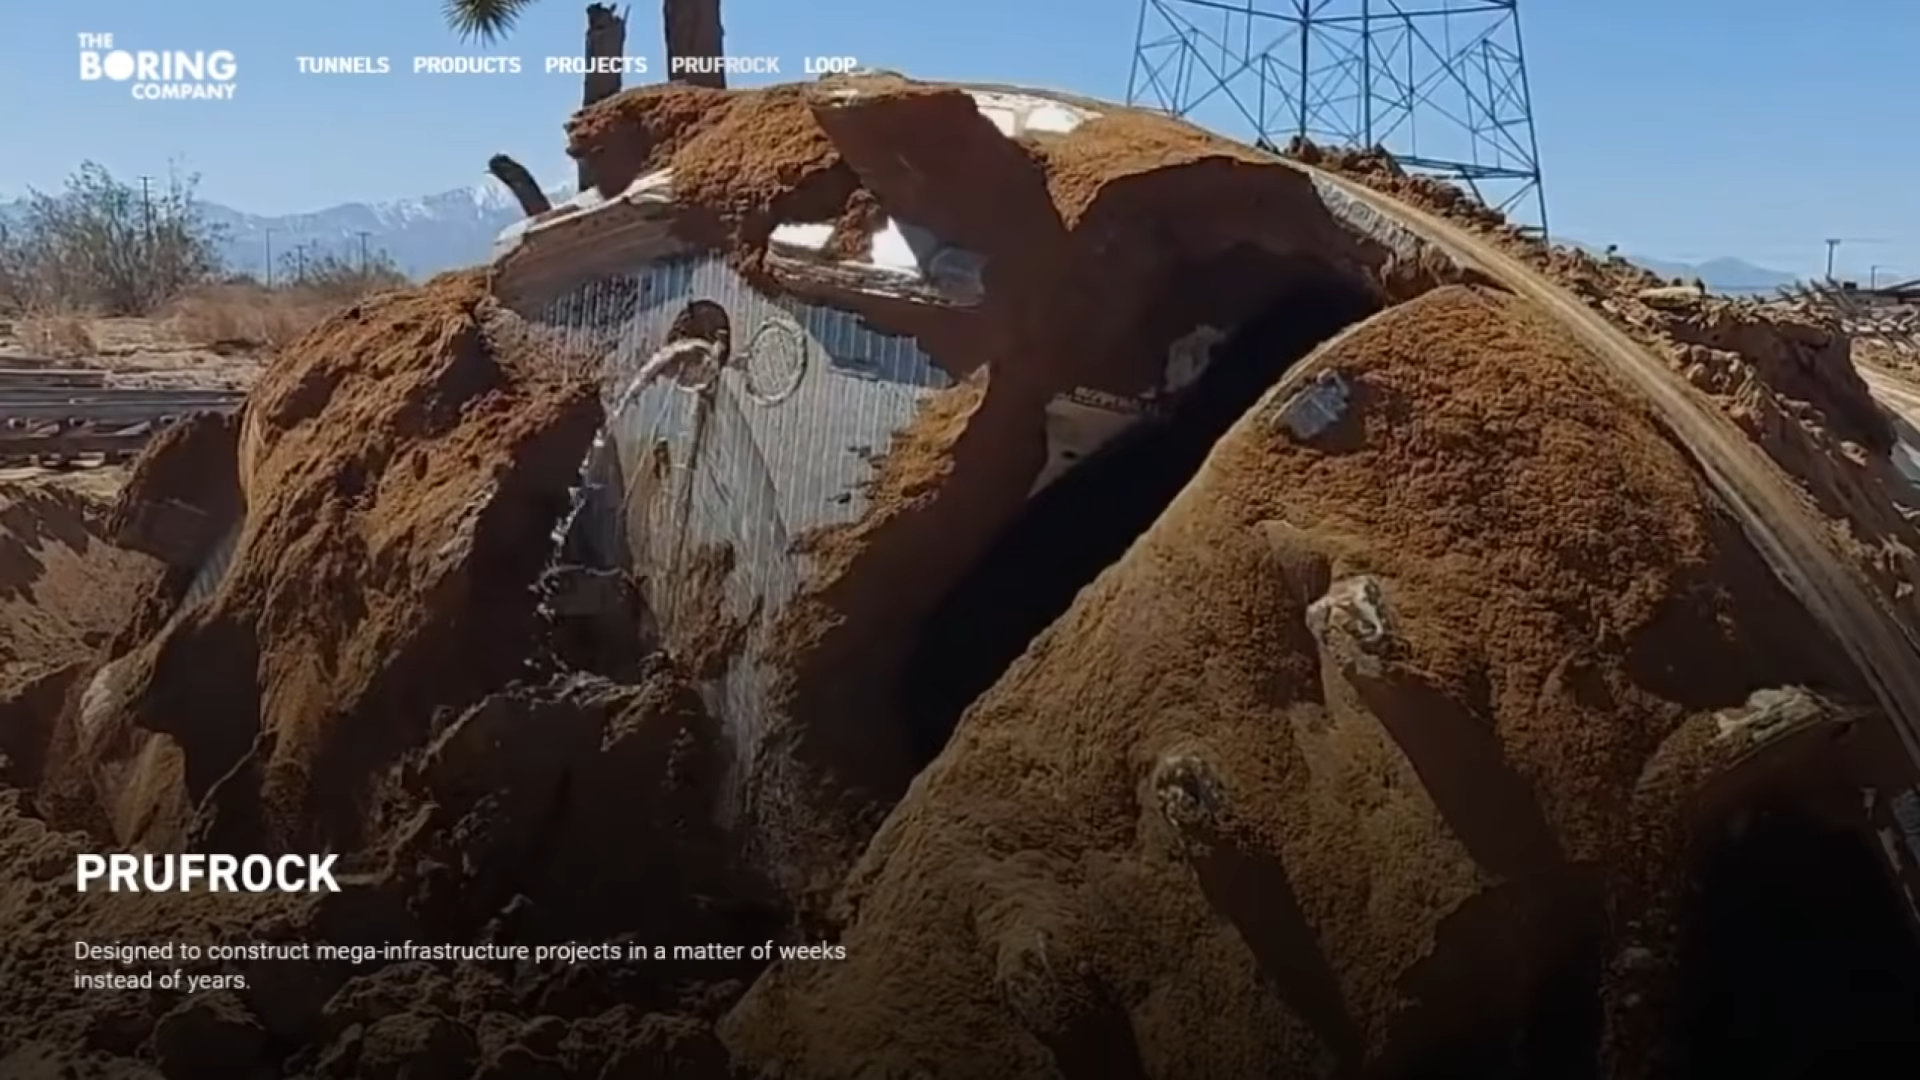 THE
BORING
COMPANY
TUNNELS PRODUCTS PROJECTS PRUFROCK LOOP
PRUFROCK
Designed to construct mega-infrastructure projects in a matter of weeks
instead of years.